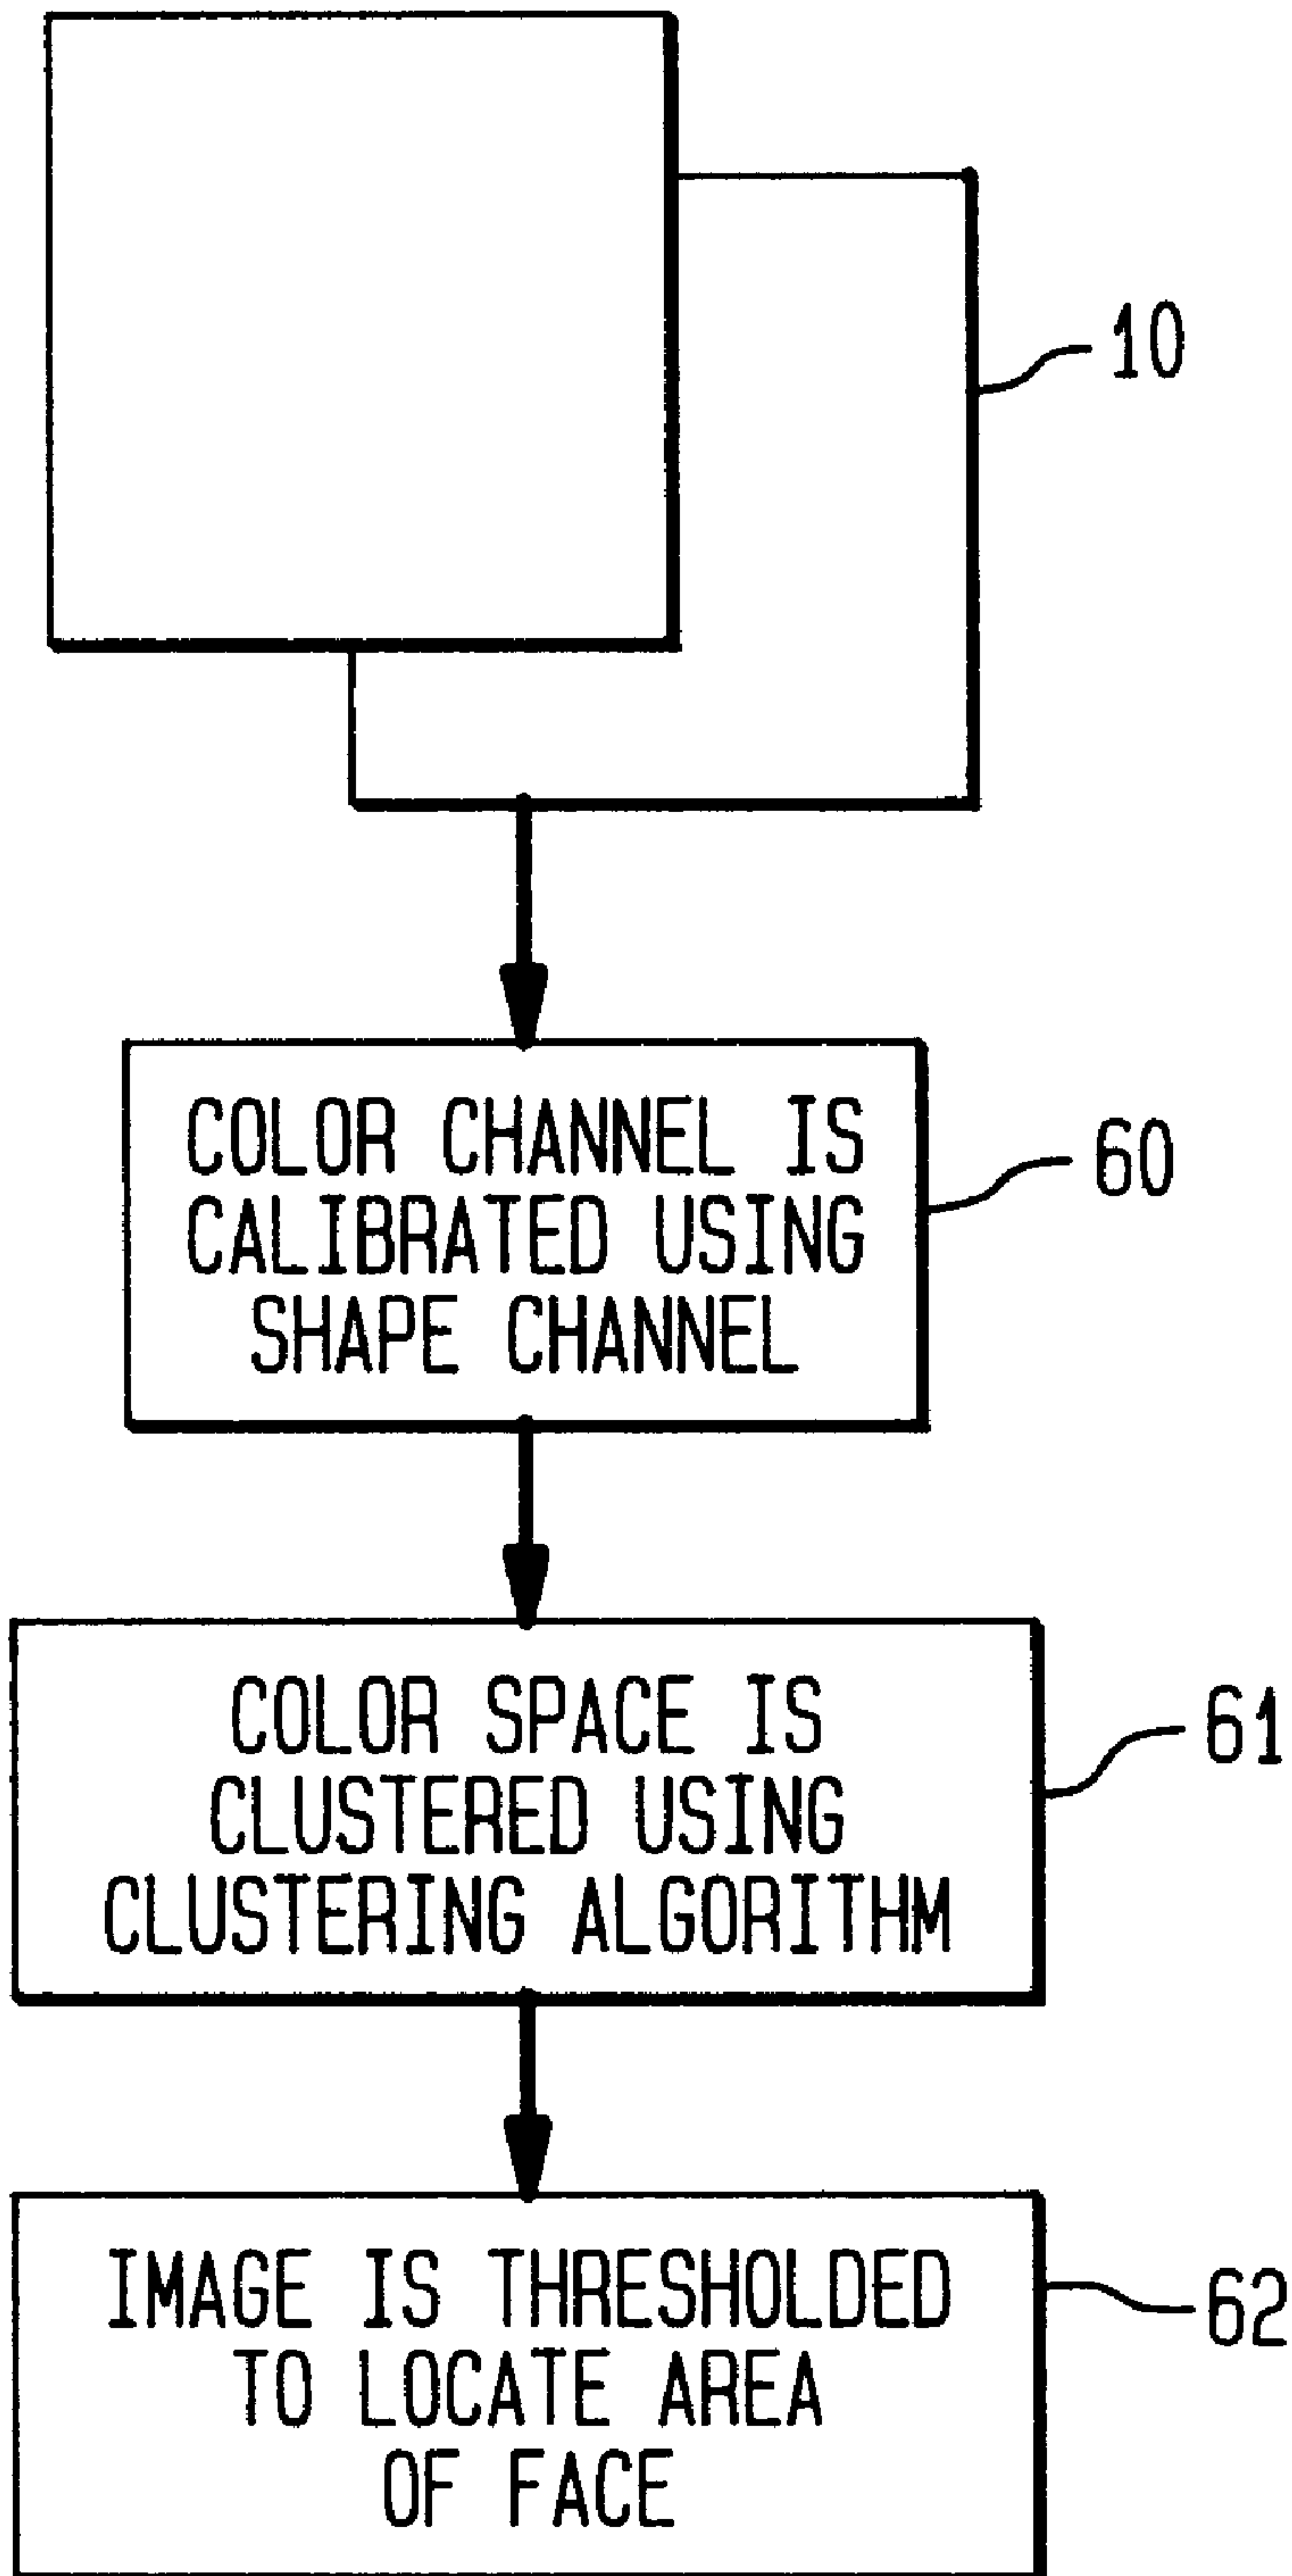 10
COLOR CHANNEL IS
CALIBRATED USING
SHAPE CHANNEL
60
COLOR SPACE IS
CLUSTERED USING
CLUSTERING ALGORITHM
61
IMAGE IS THRESHOLDED
TO LOCATE AREA
OF FACE
62